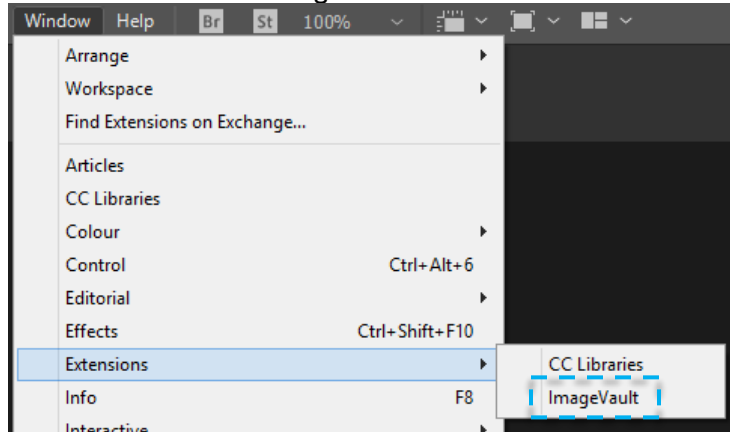 Window Help Br St 100%
Arrange
Workspace
Find Extensions on Exchange...
Articles
CC Libraries
Colour
Control Ctrl+Alt+6
Editorial
Effects Ctrl+Shift+F10
Extensions
CC Libraries
Info F8
ImageVault
Interactive